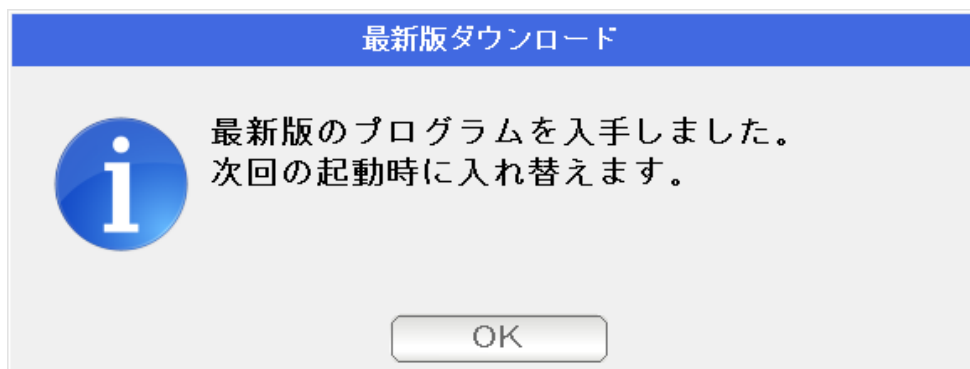 最新版ダウンロード
最新版のプログラムを入手しました。
次回の起動時に入れ替えます。
OK